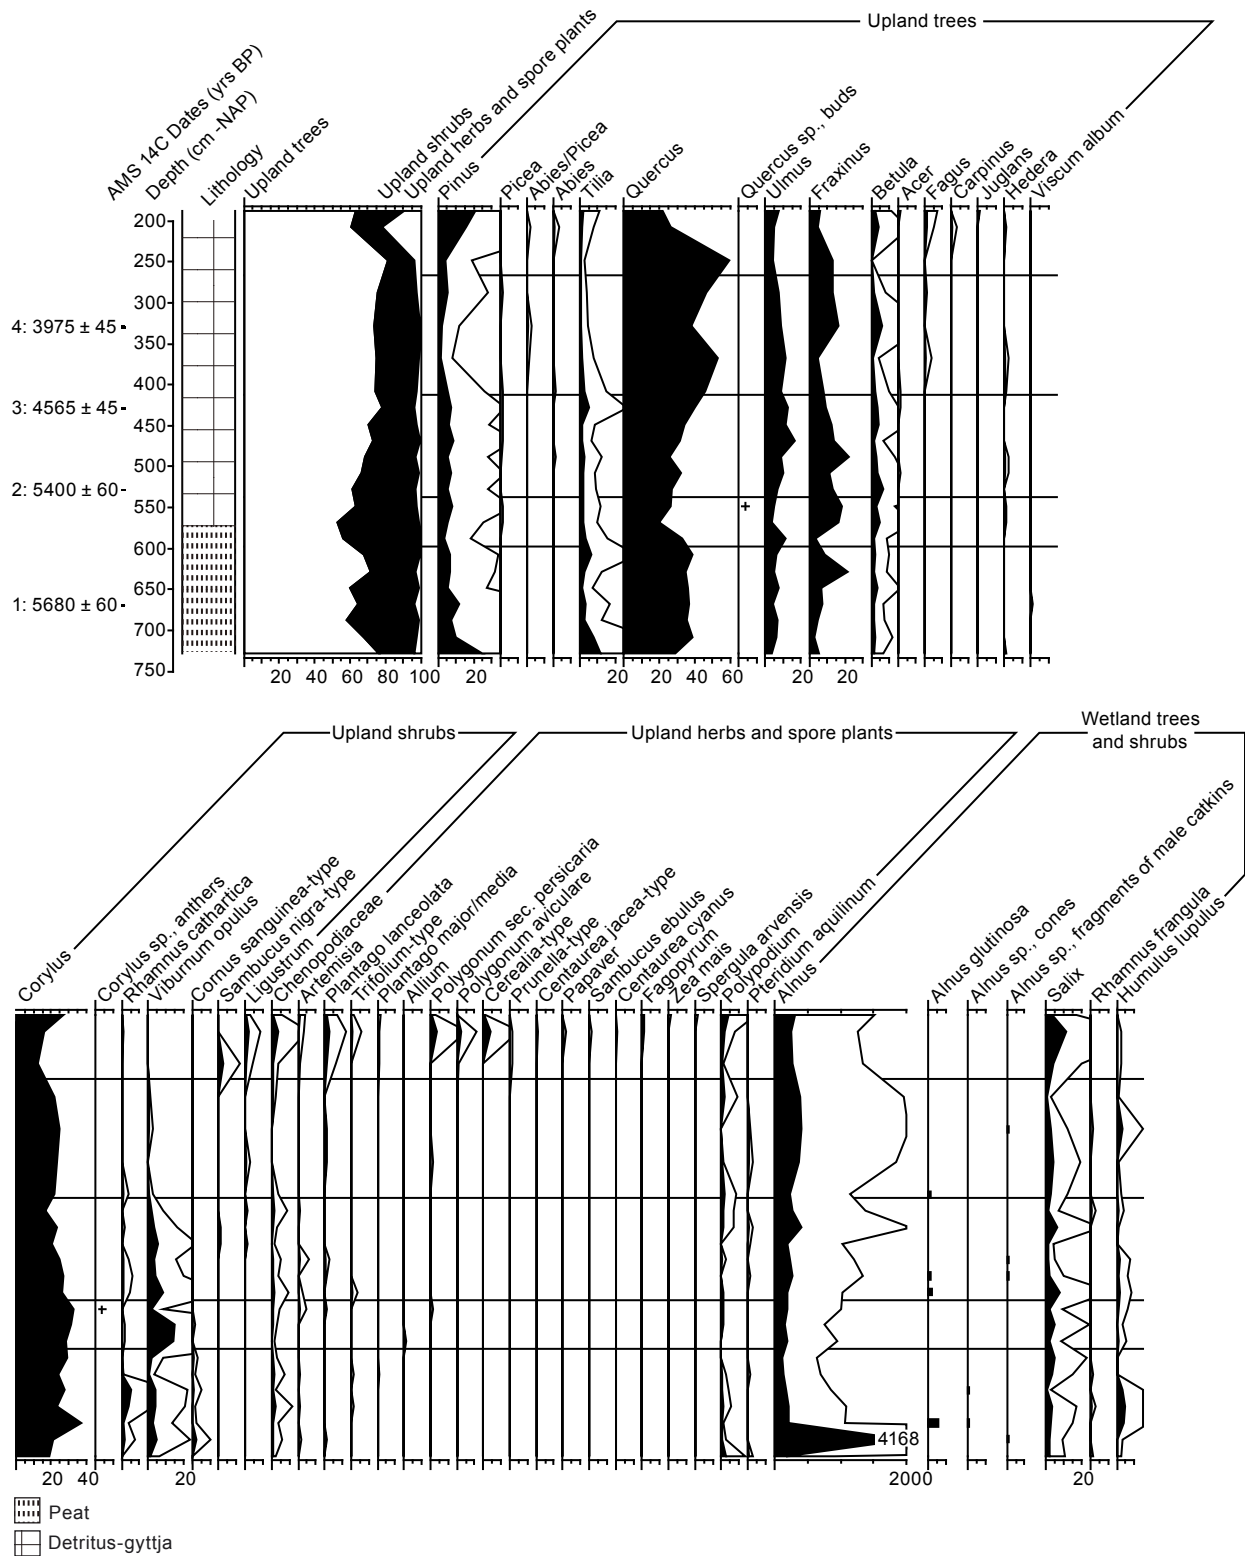 Upland trees
AMS 14C Dates (yrs BP)
Depth (cm -NAP)
Lithology
Upland trees
Upland shrubs
Upland herbs and spore plants
Pinus
Picea
Abies/Picea
Abies
Tilia
Quercus
Quercus sp., buds
Ulmus
Fraxinus
Betula
Acer
Fagus
Carpinus
Juglans
Hedera
Viscum album
200
250
300
4: 3975 ± 45
350
400
3: 4565 ± 45
450
500
2: 5400 ± 60
550
+
600
650
1: 5680 ± 60
700
750
20 40 60 80 100 20 20 20 40 60 20 20
Upland shrubs
Upland herbs and spore plants
Wetland trees
and shrubs
Corylus
Corylus sp., anthers
Rhamnus cathartica
Viburnum opulus
Cornus sanguinea-type
Sambucus nigra-type
Ligustrum
Chenopodiaceae
Artemisia
Plantago lanceolata
Trifolium-type
Plantago major/media
Allium
Polygonum sec. persicaria
Polygonum aviculare
Cerealia-type
Prunella-type
Centaurea jacea-type
Papaver
Sambucus ebulus
Centaurea cyanus
Fagopyrum
Zea mais
Spergula arvensis
Polypodium
Pteridium aquilinum
Alnus
Alnus glutinosa
Alnus sp., cones
Alnus sp., fragments of male catkins
Salix
Rhamnus frangula
Humulus lupulus
+
4168
20 40 20 2000 20
Peat
Detritus-gyttja